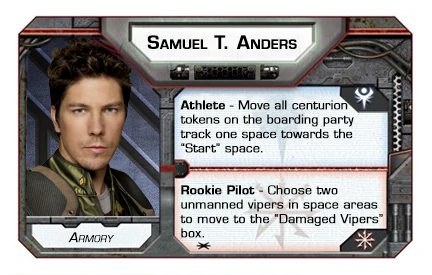 SAMUEL T. ANDERS
Athlete - Move all centurion
tokens on the boarding party
track one space towards the
"Start" space.
Rookie Pilot - Choose two
unmanned vipers in space areas
to move to the "Damaged Vipers"
box.
ARMORY